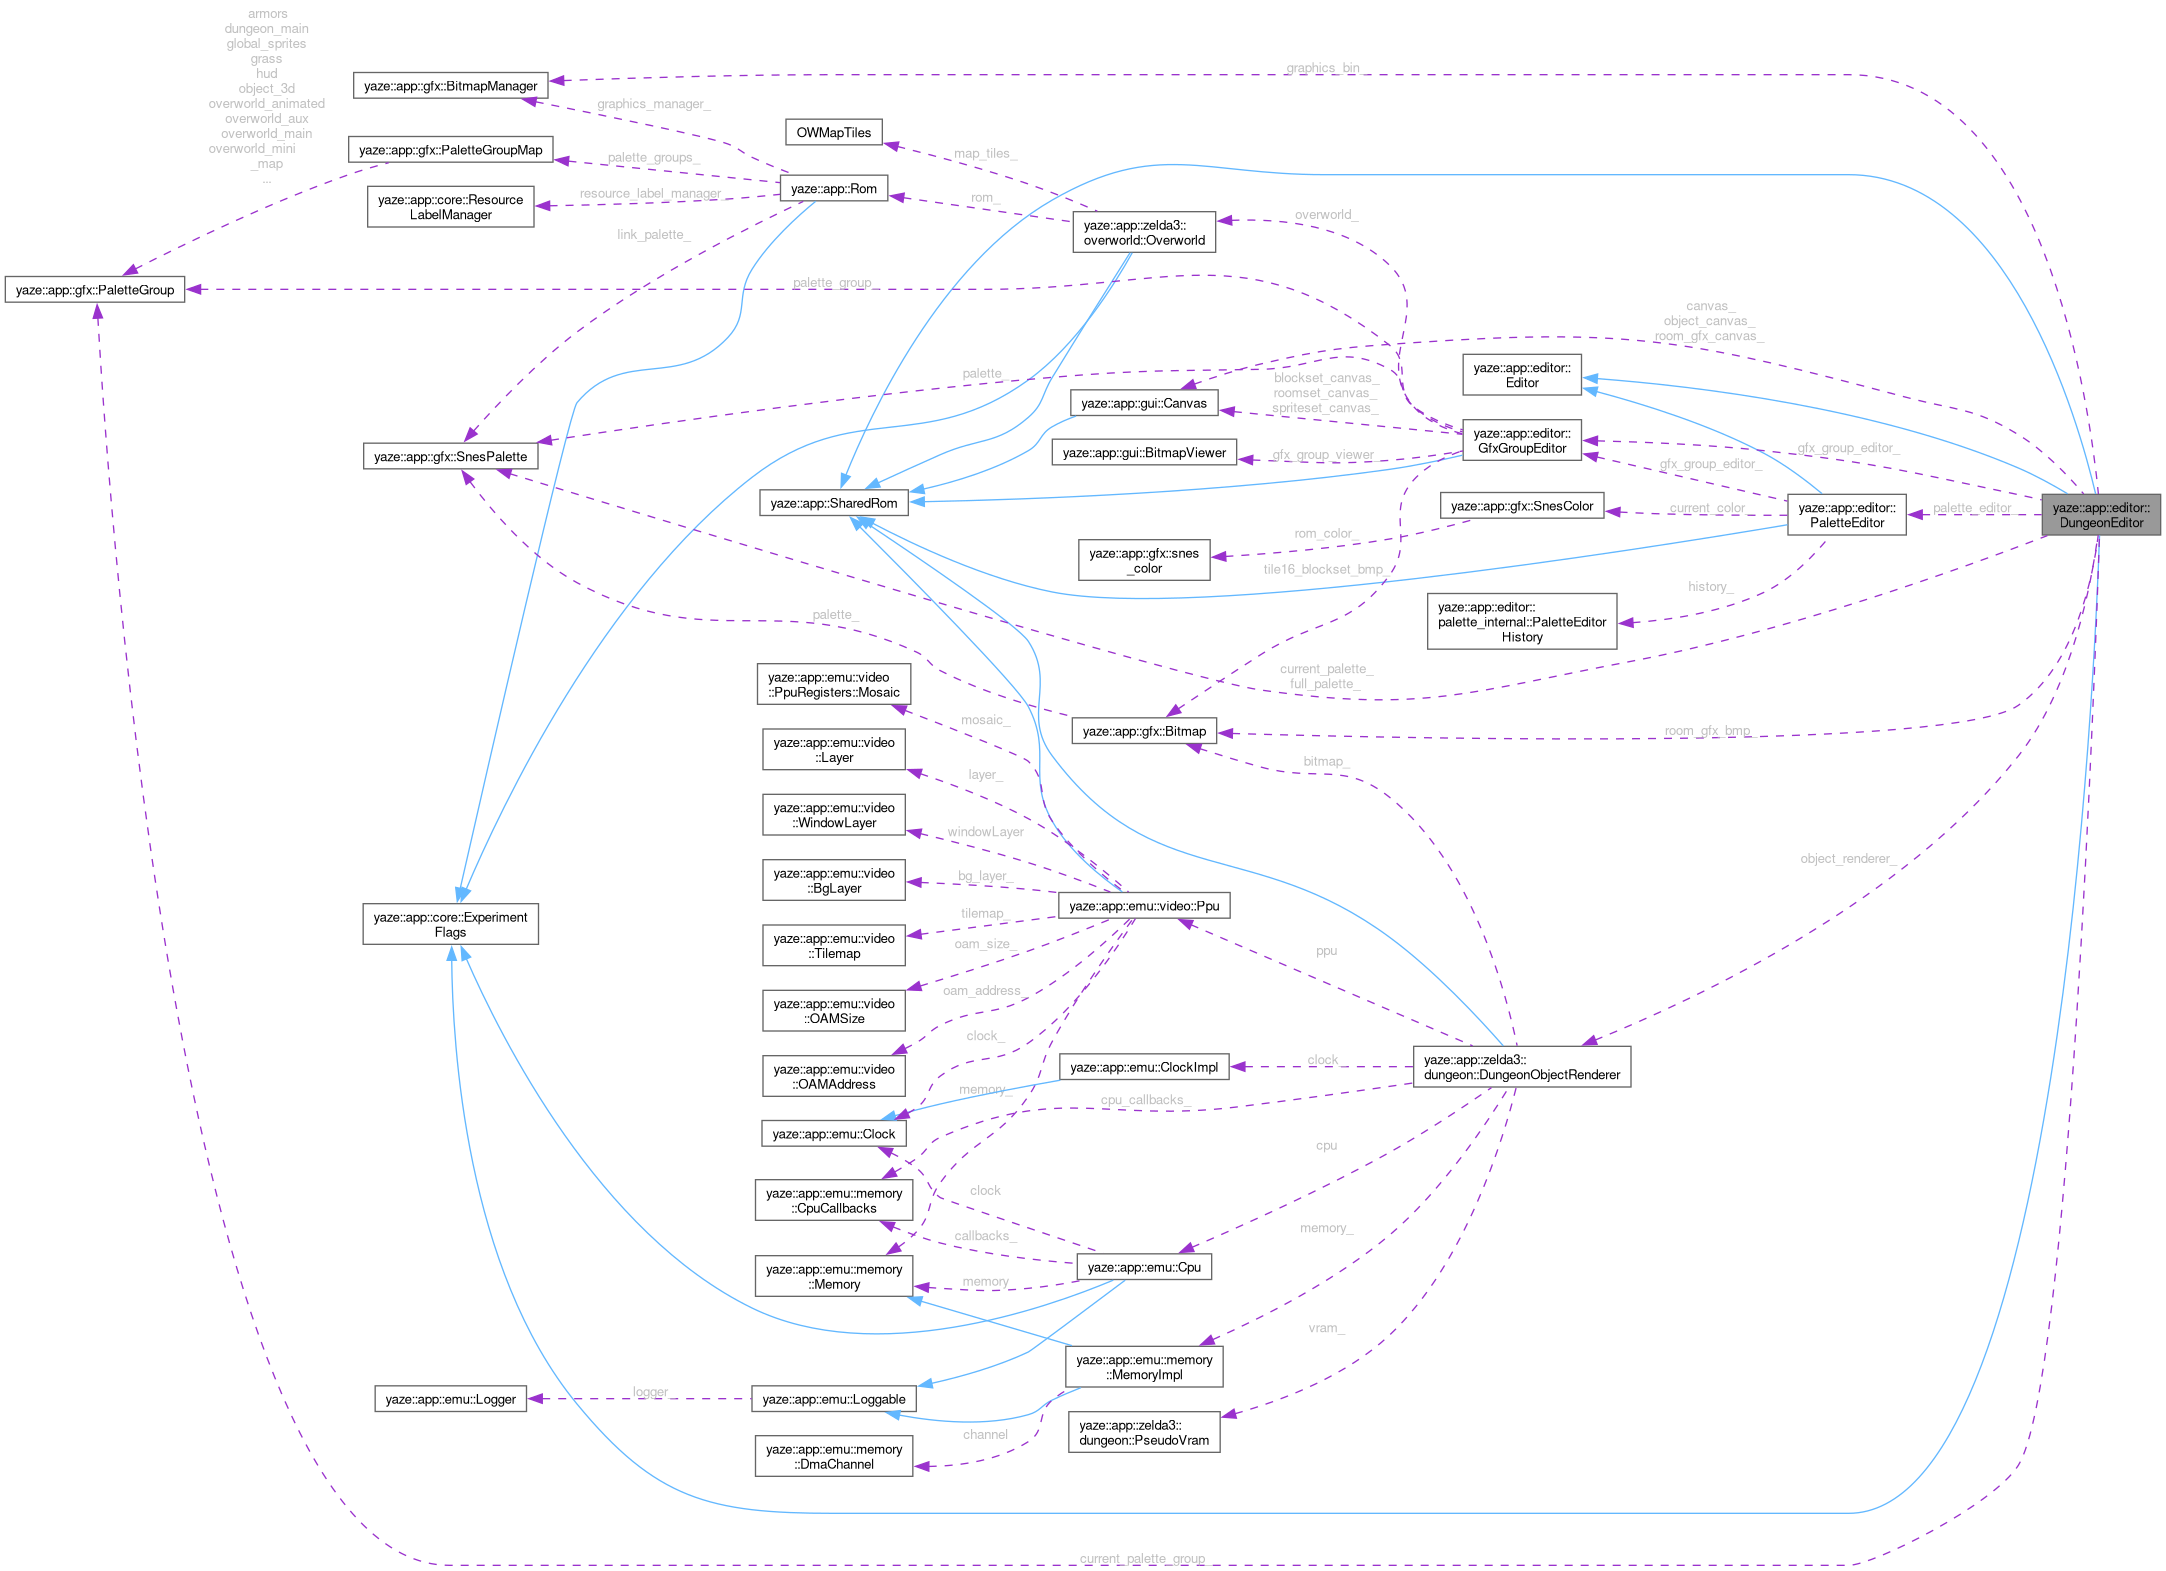 armors
dungeon_main
global_sprites
grass
hud
object_3d
overworld_animated
overworld_aux
overworld_main
overworld_mini
_map
...
graphics_bin_
yaze::app::gfx::BitmapManager
graphics_manager_
OWMapTiles
map_tiles_
yaze::app::gfx::PaletteGroupMap
palette_groups_
yaze::app::Rom
resource_label_manager_
yaze::app::core::Resource
LabelManager
rom_
yaze::app::zelda3::
overworld::Overworld
overworld_
link_palette_
yaze::app::gfx::PaletteGroup
palette_group_
canvas_
object_canvas_
room_gfx_canvas_
yaze::app::editor::
Editor
palette_
blockset_canvas_
roomset_canvas_
spriteset_canvas_
yaze::app::gui::Canvas
yaze::app::editor::
GfxGroupEditor
gfx_group_editor_
yaze::app::gfx::SnesPalette
yaze::app::gui::BitmapViewer
gfx_group_viewer_
gfx_group_editor_
yaze::app::SharedRom
yaze::app::gfx::SnesColor
current_color_
yaze::app::editor::
PaletteEditor
palette_editor_
yaze::app::editor::
DungeonEditor
rom_color_
yaze::app::gfx::snes
_color
tile16_blockset_bmp_
history_
yaze::app::editor::
palette_internal::PaletteEditor
History
palette_
current_palette_
full_palette_
yaze::app::emu::video
::PpuRegisters::Mosaic
mosaic_
yaze::app::gfx::Bitmap
room_gfx_bmp_
bitmap_
yaze::app::emu::video
::Layer
layer_
yaze::app::emu::video
::WindowLayer
windowLayer
yaze::app::emu::video
::BgLayer
bg_layer_
yaze::app::emu::video::Ppu
object_renderer_
yaze::app::core::Experiment
Flags
yaze::app::emu::video
::Tilemap
tilemap_
oam_size_
ppu
yaze::app::emu::video
::OAMSize
oam_address_
clock_
yaze::app::emu::video
::OAMAddress
memory_
yaze::app::emu::ClockImpl
clock_
yaze::app::zelda3::
dungeon::DungeonObjectRenderer
cpu_callbacks_
yaze::app::emu::Clock
cpu
yaze::app::emu::memory
::CpuCallbacks
clock
callbacks_
memory_
yaze::app::emu::memory
::Memory
memory
yaze::app::emu::Cpu
vram_
yaze::app::emu::memory
::MemoryImpl
yaze::app::emu::Logger
logger_
yaze::app::emu::Loggable
channel
yaze::app::zelda3::
dungeon::PseudoVram
yaze::app::emu::memory
::DmaChannel
current_palette_group_